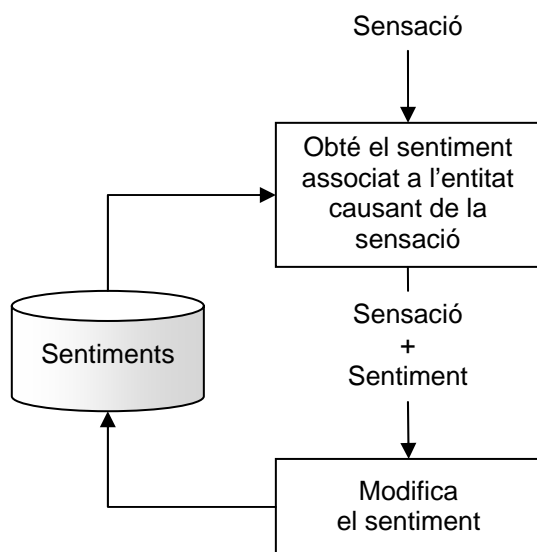 Sensació
Obté el sentiment
associat a l’entitat
causant de la
sensació
Sensació
+
Sentiment
Sentiments
Modifica
el sentiment